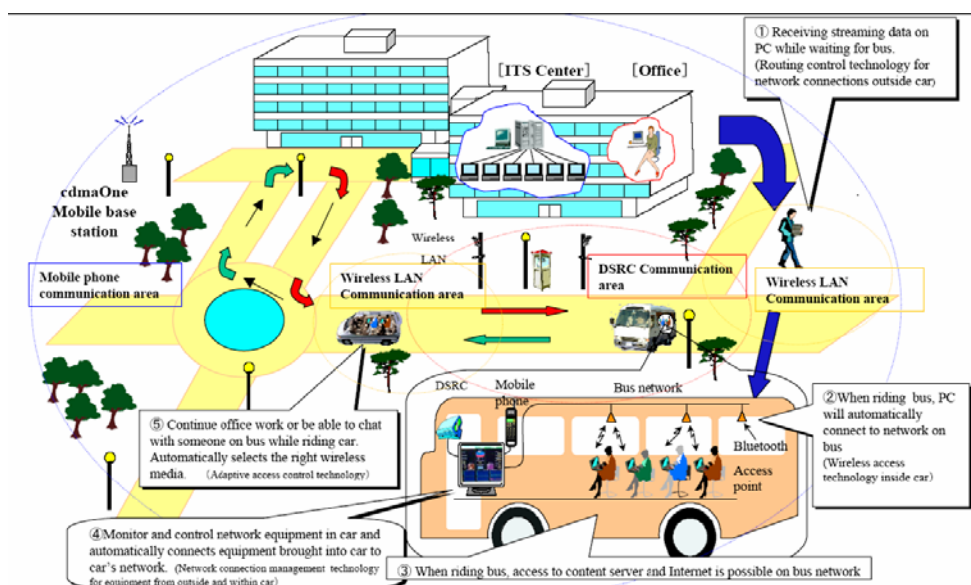 ① Receiving streaming data on
PC while waiting for bus.
(Routing control technology for
network connections outside car)
[ITS Center]
[Office]
cdmaOne
Mobile base
station
Wireless
LAN
Mobile phone
communication area
Wireless LAN
Communication area
DSRC Communication
area
Wireless LAN
Communication area
DSRC
Mobile
phone
Bus network
Bluetooth
Access
point
②When riding bus, PC
will automatically
connect to network on
bus
(Wireless access
technology inside car)
⑤ Continue office work or be able to chat
with someone on bus while riding car.
Automatically selects the right wireless
media. (Adaptive access control technology)
④Monitor and control network equipment in car and
automatically connects equipment brought into car to
car's network. (Network connection management technology
for equipment from outside and within car)
③ When riding bus, access to content server and Internet is possible on bus network